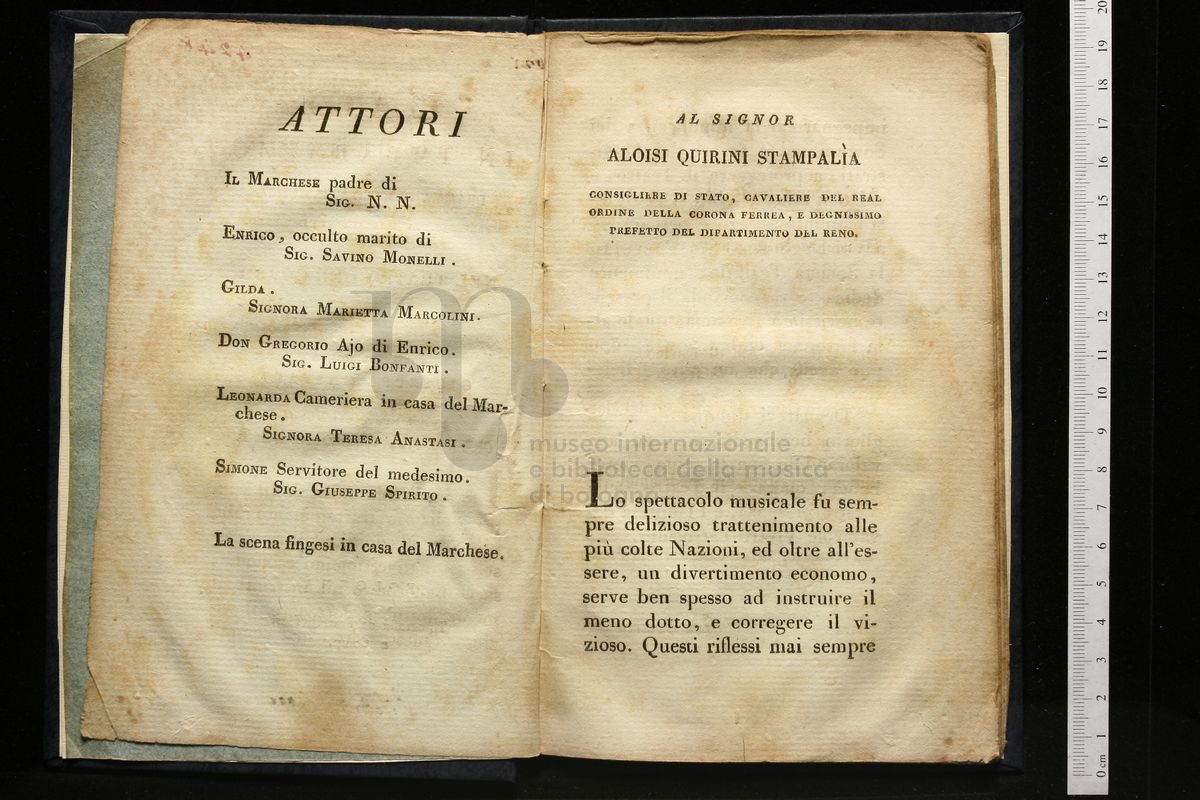 4248
ATTORI
IL MARCHESE padre di
SIG. N. N.
ENRICO, occulto marito di
SIG. SAVINO MONELLI.
GILDA.
SIGNORA MARIETTA MARCOLINI.
DON GREGORIO Ajo di Enrico.
SIG. LUIGI BONFANTI.
LEONARDA Cameriera in casa del Mar-
chese.
SIGNORA TERESA ANASTASI.
SIMONE Servitore del medesimo.
SIG. GIUSEPPE SPIRITO.
La scena fingesi in casa del Marchese.
AL SIGNOR
ALOISI QUIRINI STAMPALÌA
CONSIGLIERE DI STATO, CAVALIERE DEL REAL
ORDINE DELLA CORONA FERREA, E DEGNISSIMO
PREFETTO DEL DIPARTIMENTO DEL RENO.
Lo spettacolo musicale fu sem-
pre delizioso trattenimento alle
più colte Nazioni, ed oltre all'es-
sere, un divertimento economo,
serve ben spesso ad instruire il
meno dotto, e corregere il vi-
zioso. Questi riflessi mai sempre
museo internazionale
e biblioteca della musica
di bologna
20
19
18
17
16
15
14
13
12
11
10
9
8
7
6
5
4
3
2
1
0 cm